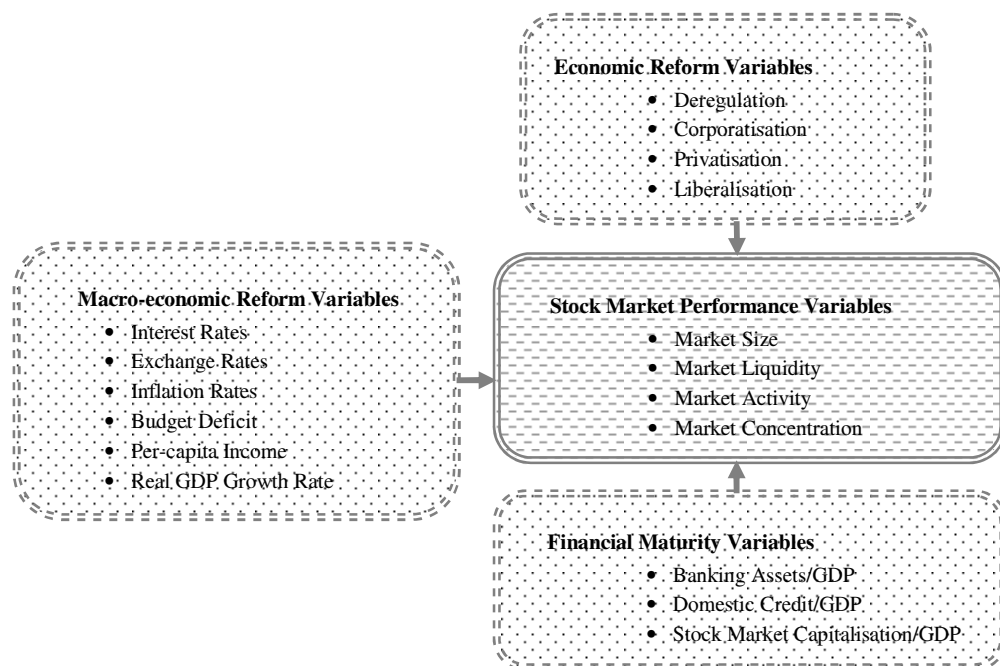 Economic Reform Variables
• Deregulation
• Corporatisation
• Privatisation
• Liberalisation
Macro-economic Reform Variables
• Interest Rates
• Exchange Rates
• Inflation Rates
• Budget Deficit
• Per-capita Income
• Real GDP Growth Rate
Stock Market Performance Variables
• Market Size
• Market Liquidity
• Market Activity
• Market Concentration
Financial Maturity Variables
• Banking Assets/GDP
• Domestic Credit/GDP
• Stock Market Capitalisation/GDP